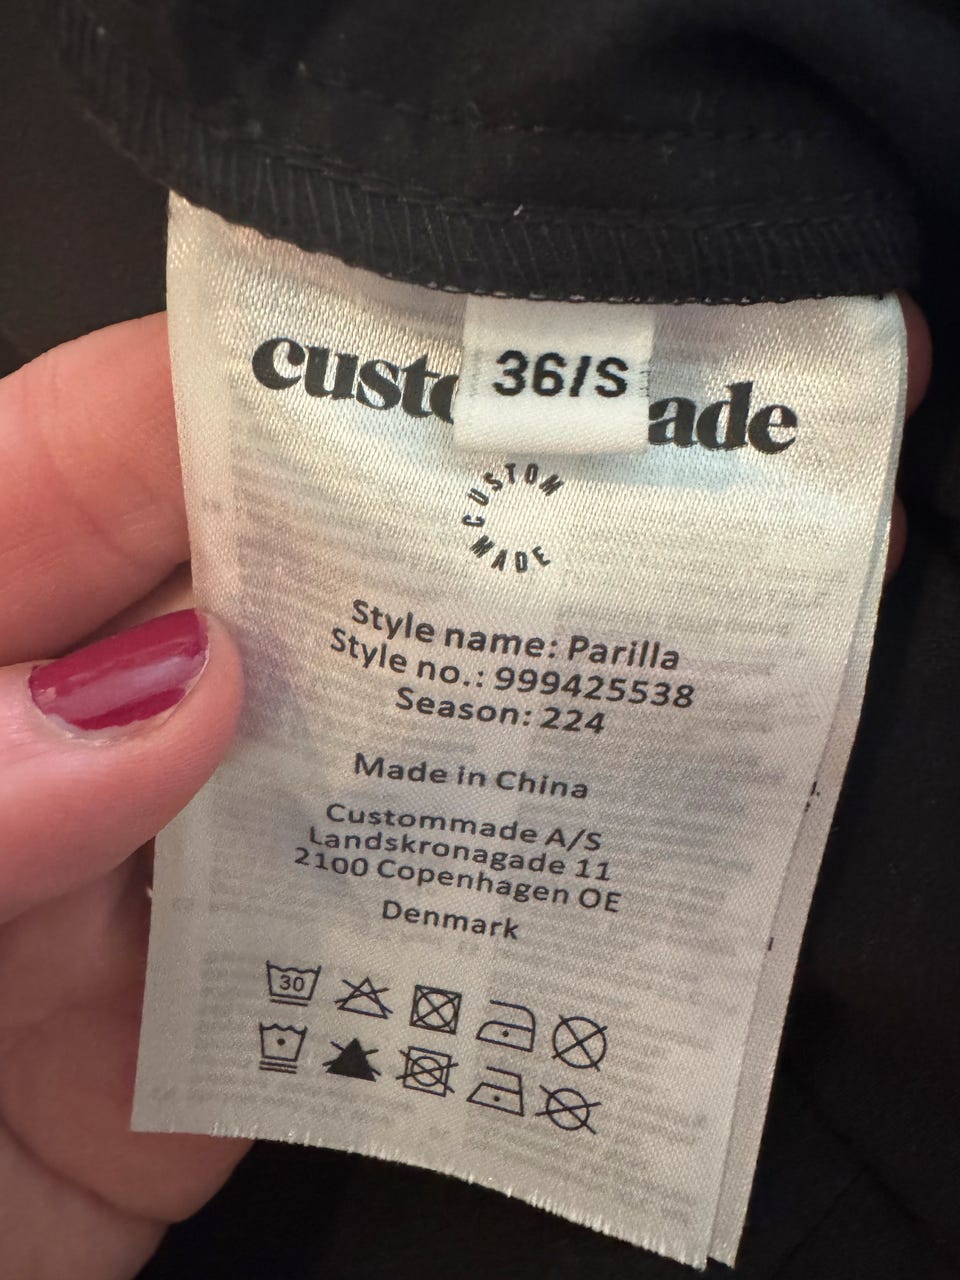 custo ade
36/S
CUSTOM
MADE
Style name: Parilla
Style no.: 999425538
Season: 224
Made in China
Custommade A/S
Landskronagade 11
2100 Copenhagen OE
Denmark
30